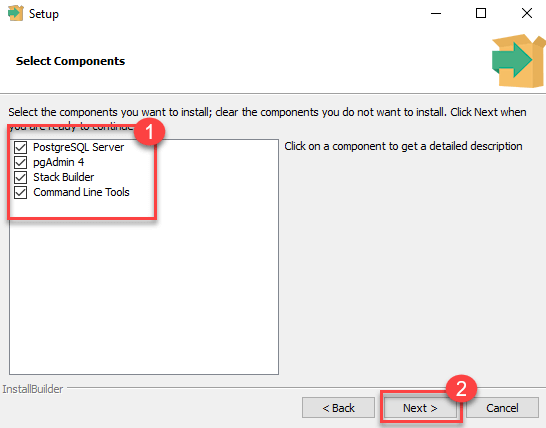 Setup
Select Components
Select the components you want to install; clear the components you do not want to install. Click Next when
you are ready to continue
1
PostgreSQL Server
pgAdmin 4
Stack Builder
Command Line Tools
Click on a component to get a detailed description
InstallBuilder
2
< Back
Next >
Cancel